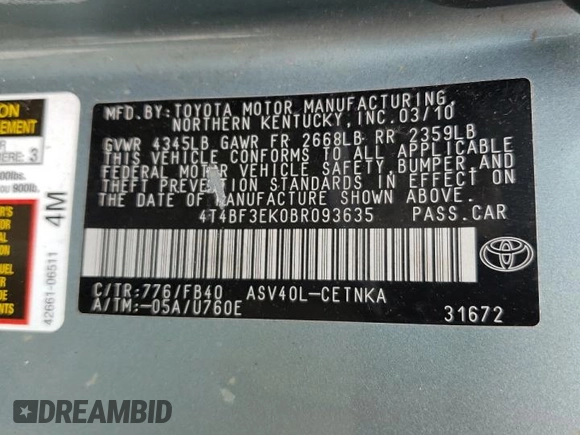 MFD.BY: TOYOTA MOTOR MANUFACTURING,
NORTHERN KENTUCKY, INC. 03/10
GVWR 4345LB GAWR FR 2668LB RR 2359LB
THIS VEHICLE CONFORMS TO ALL APPLICABLE
FEDERAL MOTOR VEHICLE SAFETY, BUMPER, AND
THEFT PREVENTION STANDARDS IN EFFECT ON
THE DATE OF MANUFACTURE SHOWN ABOVE.
4T4BF3EK0BR093635 PASS.CAR
C/TR:776/FB40 ASV40L-CETNKA
A/TM:-05A/U760E
31672
4M
42661-06511
3
900lb.
DREAMBID